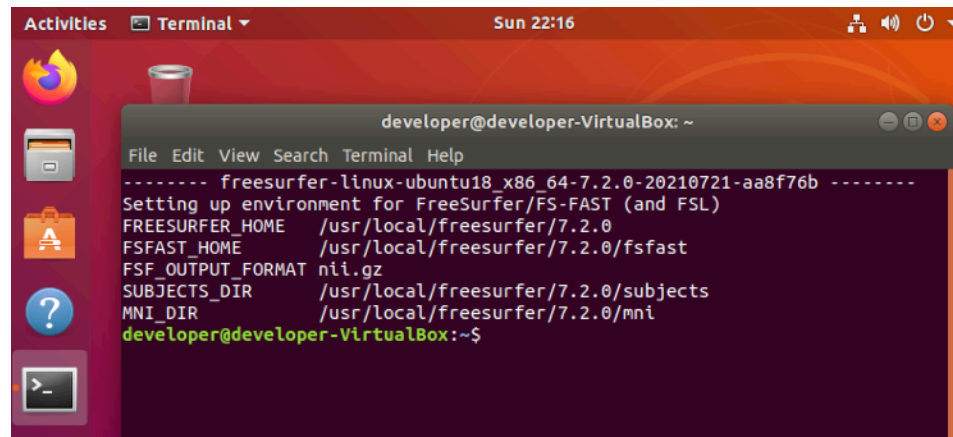 Activities Terminal Sun 22:16
developer@developer-VirtualBox: ~
File Edit View Search Terminal Help
-------- freesurfer-linux-ubuntu18_x86_64-7.2.0-20210721-aa8f76b --------
Setting up environment for FreeSurfer/FS-FAST (and FSL)
FREESURFER_HOME /usr/local/freesurfer/7.2.0
FSFAST_HOME /usr/local/freesurfer/7.2.0/fsfast
FSF_OUTPUT_FORMAT nii.gz
SUBJECTS_DIR /usr/local/freesurfer/7.2.0/subjects
MNI_DIR /usr/local/freesurfer/7.2.0/mni
developer@developer-VirtualBox:~$